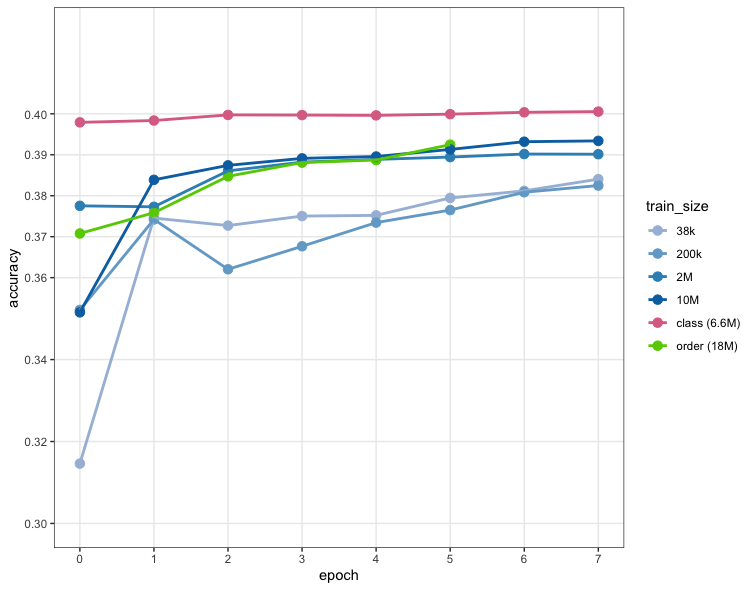 0.40
0.39
0.38
0.37
0.36
0.34
0.32
0.30
accuracy
0 1 2 3 4 5 6 7
epoch
train_size
38k
200k
2M
10M
class (6.6M)
order (18M)